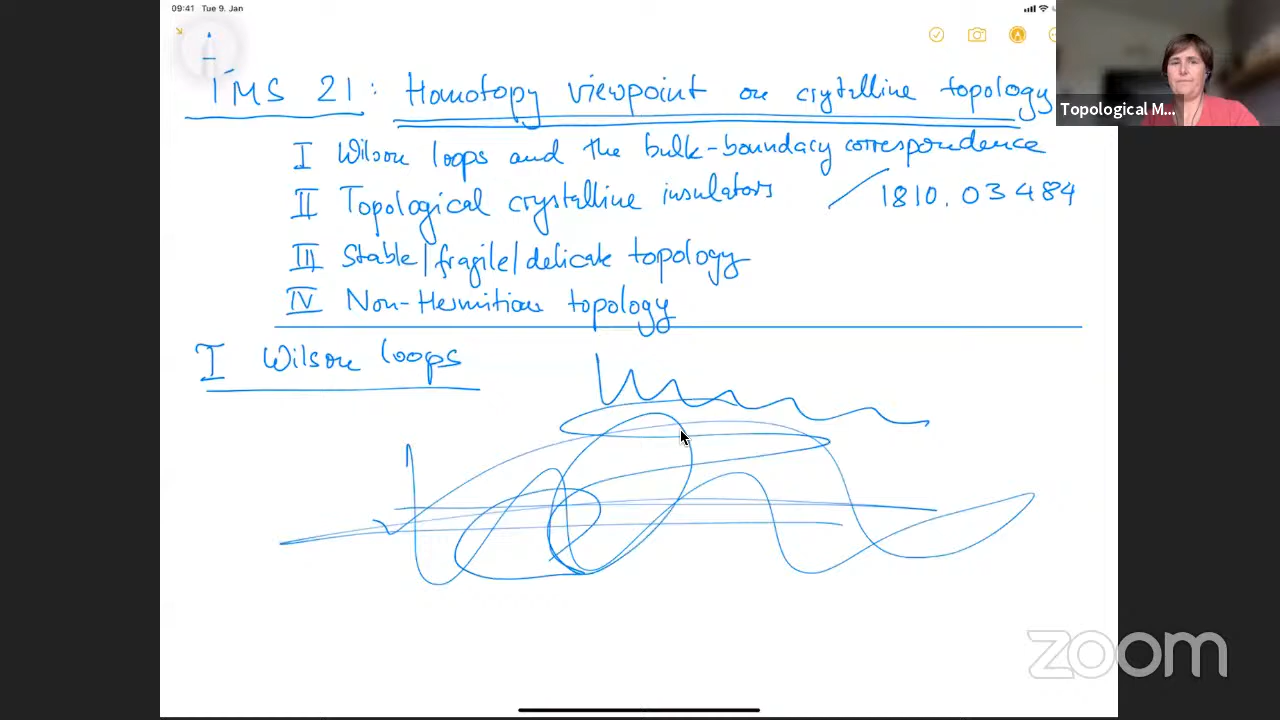 09:41 Tue 9. Jan
TMS 21: Homotopy viewpoint on crytalline topology
Topological M...
I Wilson loops and the bulk-boundary correspondence
II Topological crystalline insulators / 1810.03484
III Stable/fragile/delicate topology
IV Non-Hermitian topology
I Wilson loops
zoom